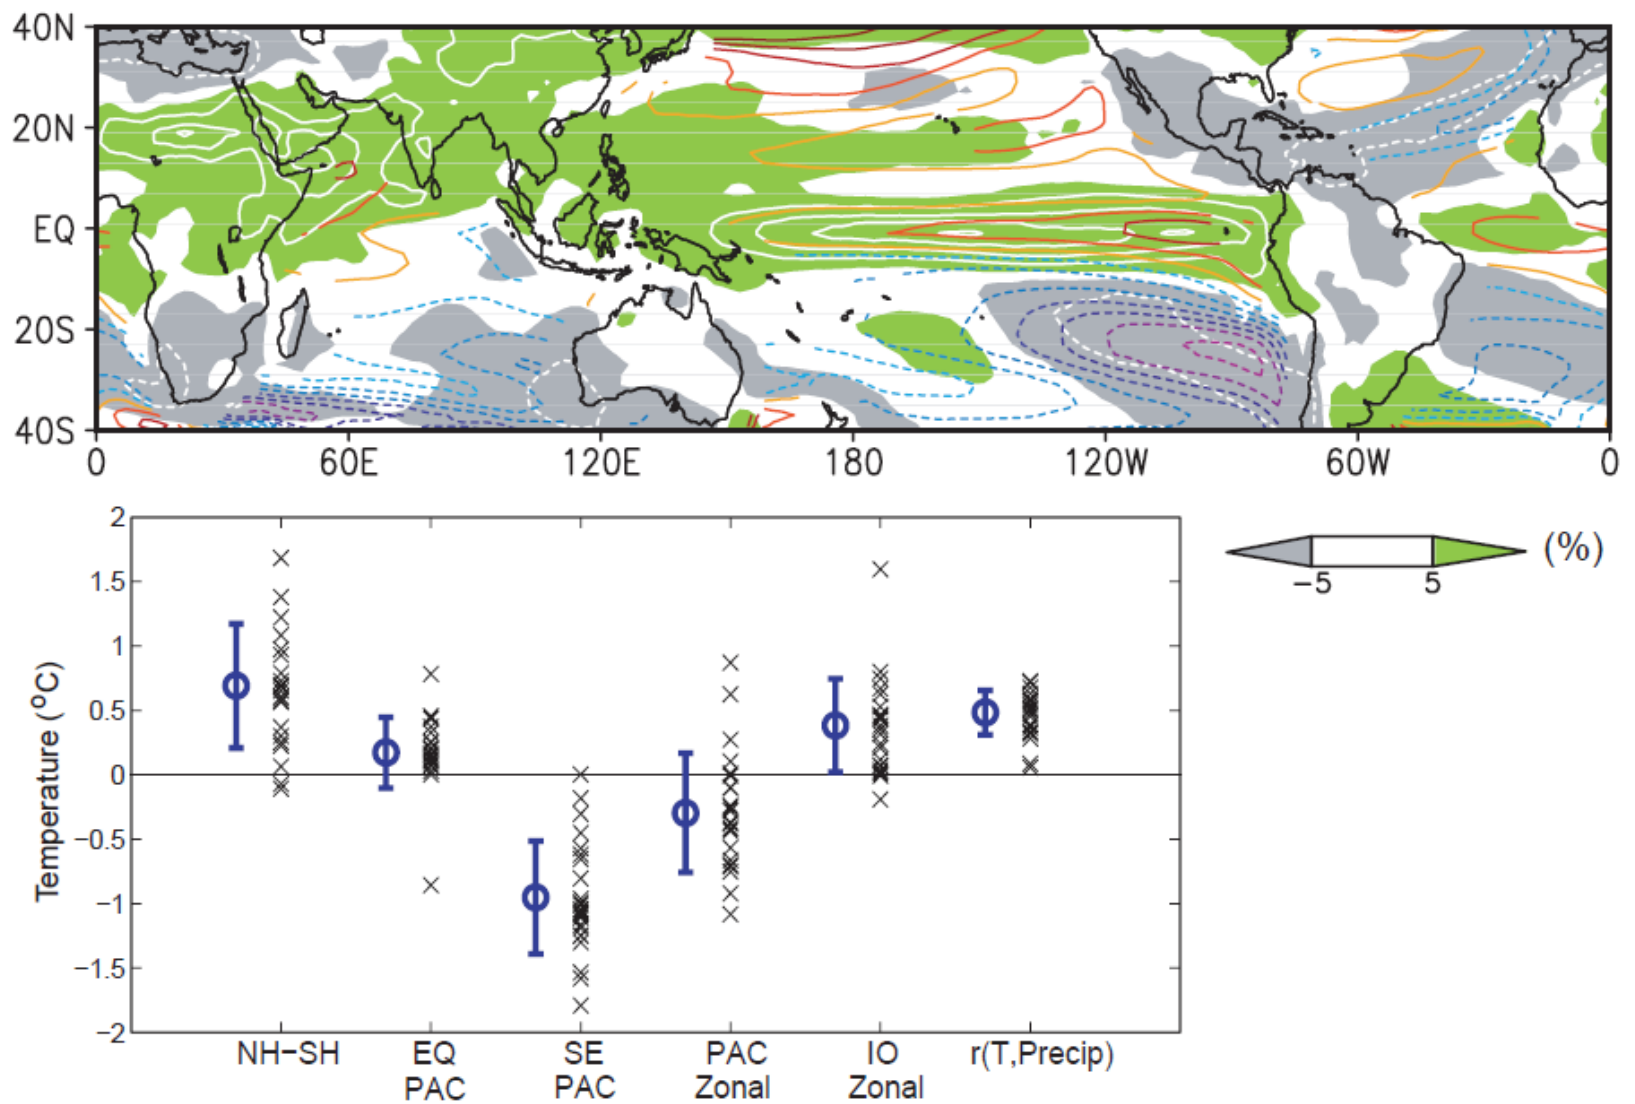 40N
20N
EQ
20S
40S
0 60E 120E 180 120W 60W 0
(%)
−5 5
Temperature (°C)
2
1.5
1
0.5
0
−0.5
−1
−1.5
−2
NH−SH EQ SE PAC IO r(T,Precip)
PAC PAC Zonal Zonal